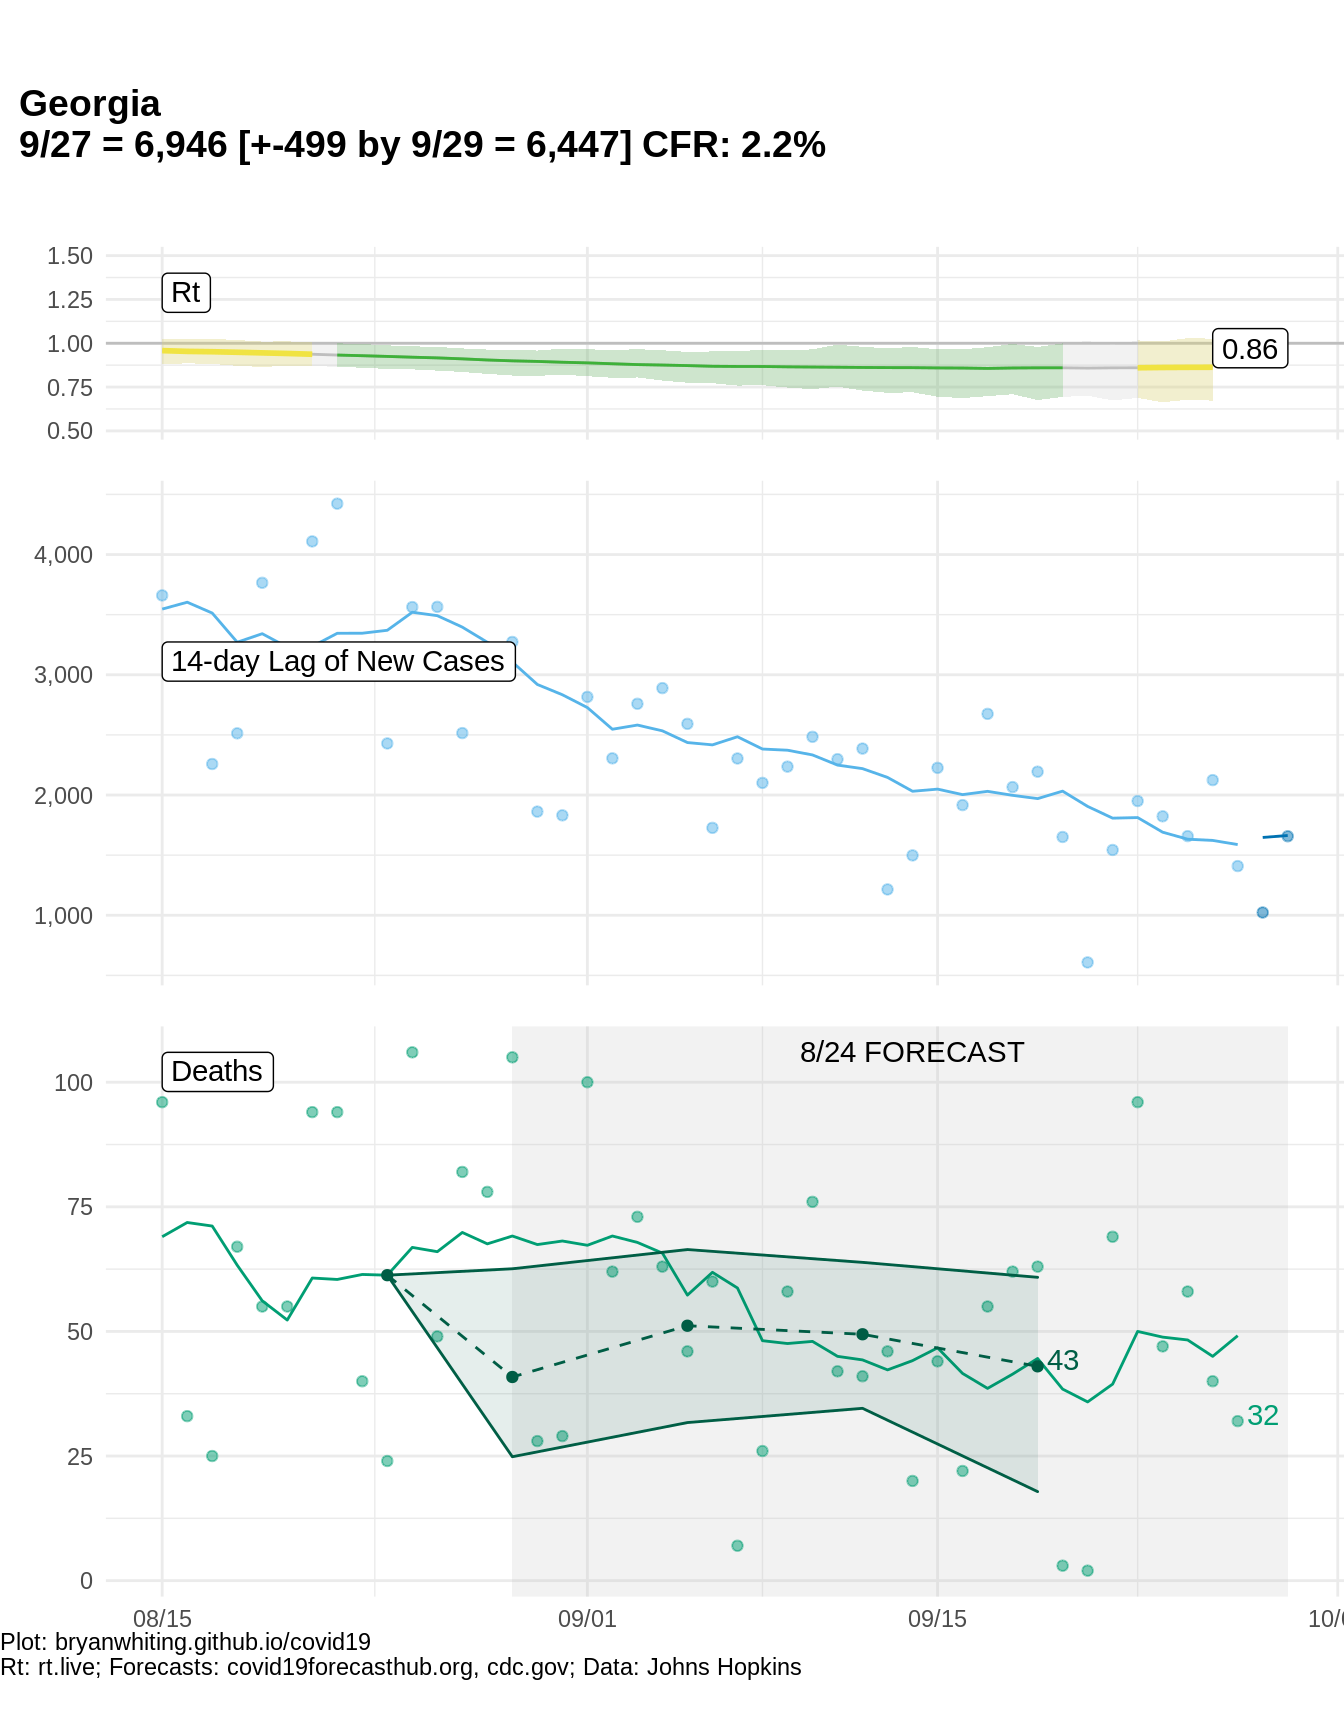 Georgia
9/27 = 6,946 [+-499 by 9/29 = 6,447] CFR: 2.2%
1.50
1.25
1.00
0.75
0.50
Rt
0.86
4,000
3,000
2,000
1,000
14-day Lag of New Cases
8/24 FORECAST
Deaths
100
75
50
25
0
43
32
08/15
09/01
09/15
Plot: bryanwhiting.github.io/covid19
Rt: rt.live; Forecasts: covid19forecasthub.org, cdc.gov; Data: Johns Hopkins